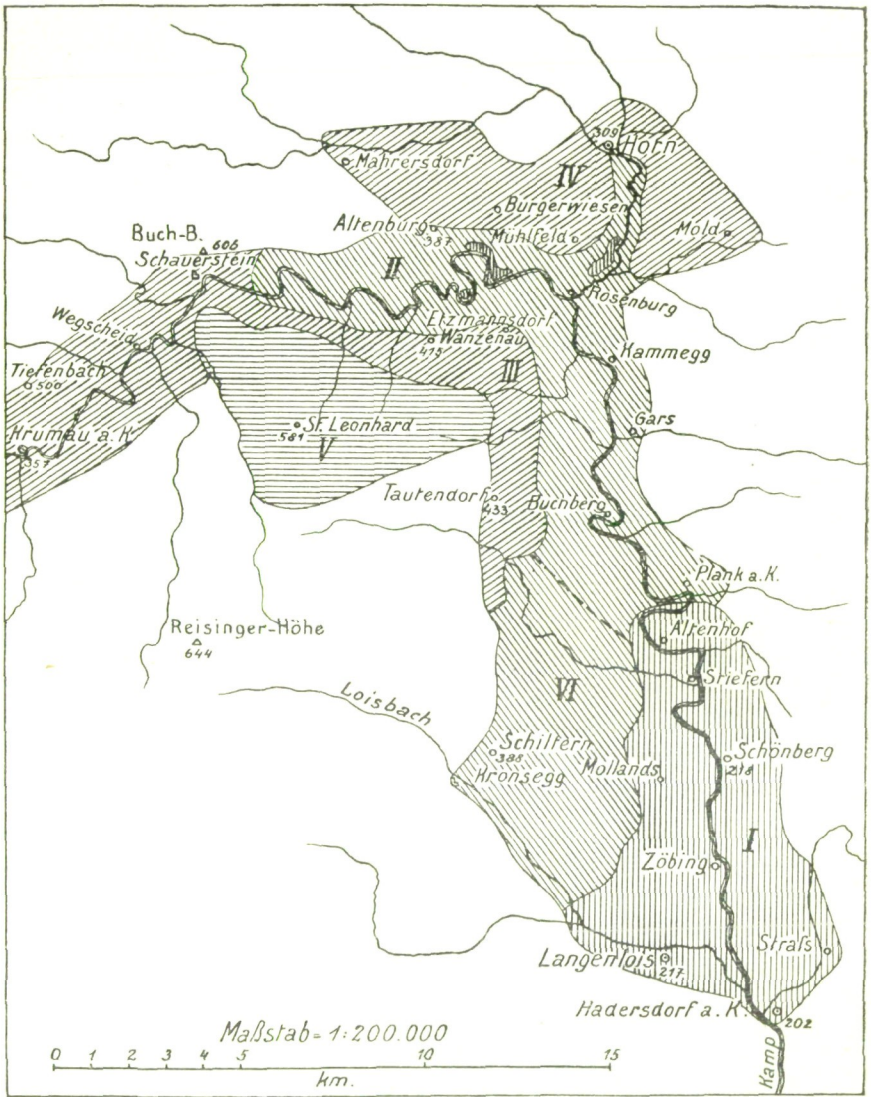 309
Horn
Mahrersdorf
IV
Burgerwiesen
Altenburg
387
Mühlfeld
Mold
Buch-B.
606
Schauerstein
II
Rosenburg
Wegscheid
Etzmannsdorf
Wanzenau
415
Kammegg
Tiefenbach
500
III
Gars
St. Leonhard
581
V
Krumau a. K.
357
Tautendorf
433
Buchberg
Plank a. K.
Reisinger-Höhe
644
Altenhof
Stiefern
VI
Loisbach
Schiltern
388
Kronsegg
Mollands
Schönberg
218
I
Zöbing
Straſs
Langenlois
217
Hadersdorf a. K.
202
Maßstab = 1:200.000
0 1 2 3 4 5 10 15
km.
Kamp